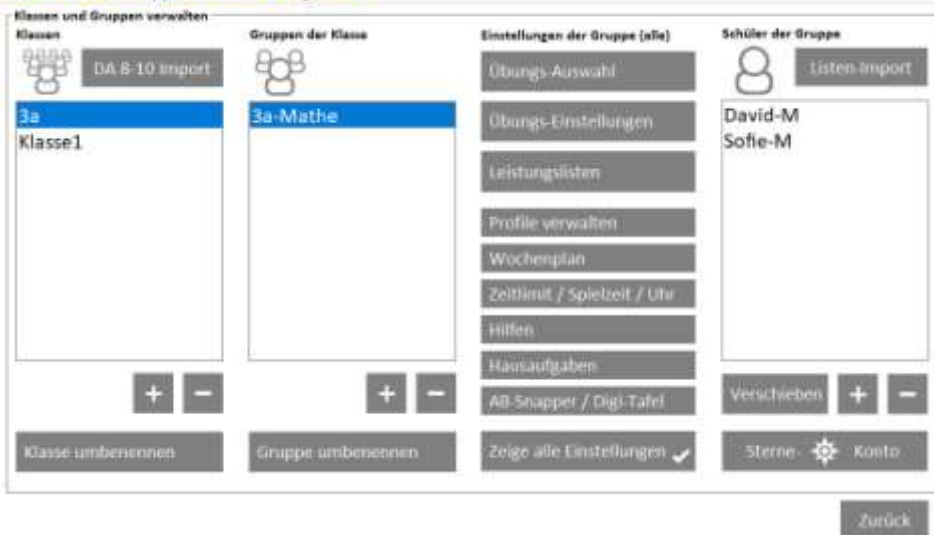 Klassen und Gruppen verwalten
Klassen
DA 8-10 Import
3a
Klasse1
+ −
Klasse umbenennen
Gruppen der Klasse
3a-Mathe
+ −
Gruppe umbenennen
Einstellungen der Gruppe (alle)
Übungs-Auswahl
Übungs-Einstellungen
Leistungslisten
Profile verwalten
Wochenplan
Zeitlimit / Spielzeit / Uhr
Hilfen
Hausaufgaben
AB-Snapper / Digi-Tafel
Zeige alle Einstellungen
Schüler der Gruppe
Listen-Import
David-M
Sofie-M
Verschieben + −
Sterne- Konto
Zurück